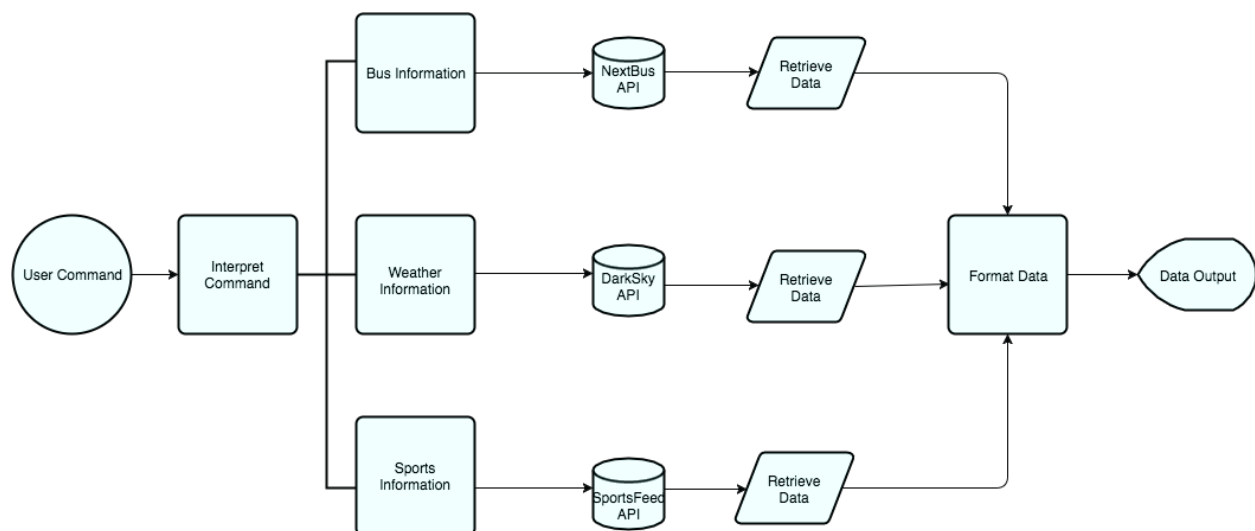 Bus Information
NextBus
API
Retrieve
Data
User Command
Interpret
Command
Weather
Information
DarkSky
API
Retrieve
Data
Format Data
Data Output
Sports
Information
SportsFeed
API
Retrieve
Data